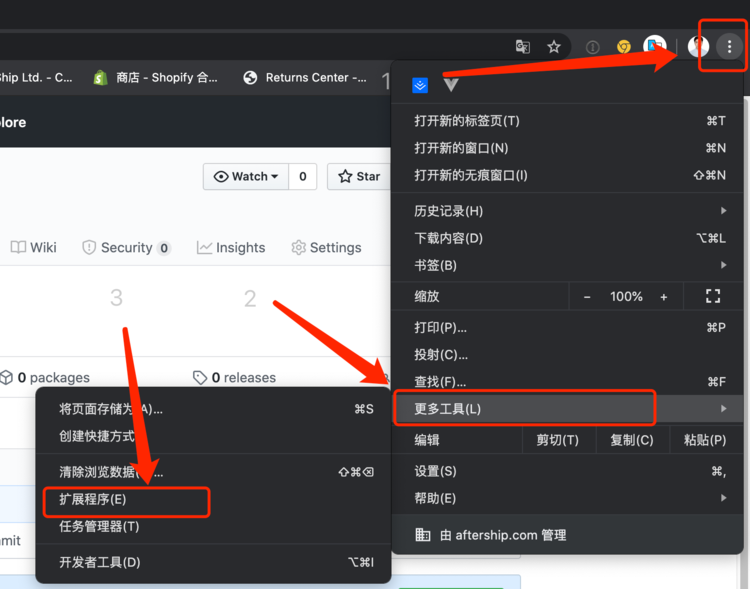 Ship Ltd. - C...
商店 - Shopify 合...
Returns Center -...
1
lore
Watch
0
Star
Wiki
Security 0
Insights
Settings
3
2
0 packages
0 releases
打开新的标签页(T) ⌘T
打开新的窗口(N) ⌘N
打开新的无痕窗口(I) ⇧⌘N
历史记录(H)
下载内容(D) ⌥⌘L
书签(B)
缩放 − 100% +
打印(P)... ⌘P
投射(C)...
查找(F)... ⌘F
更多工具(L)
编辑 剪切(T) 复制(C) 粘贴(P)
设置(S) ⌘,
帮助(E)
由 aftership.com 管理
将页面存储为(A)... ⌘S
创建快捷方式
清除浏览数据 ... ⇧⌘⌫
扩展程序(E)
任务管理器(T)
开发者工具(D) ⌥⌘I
mit